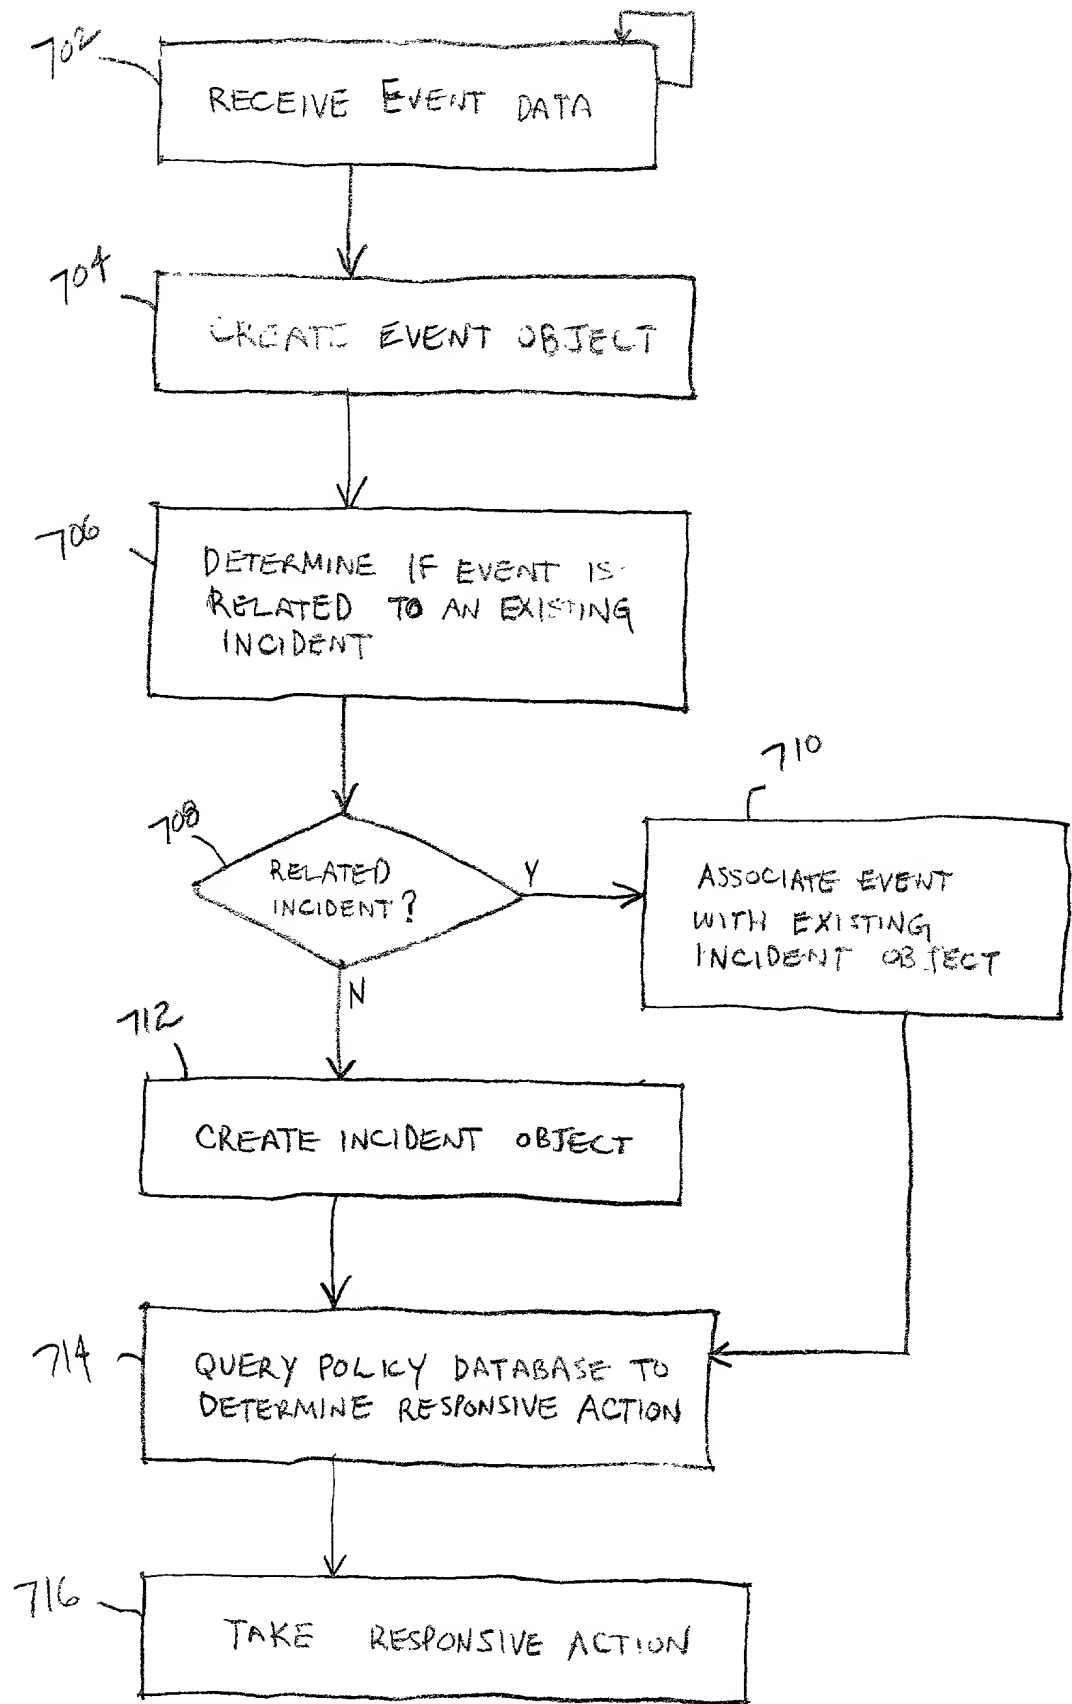 702
RECEIVE EVENT DATA
704
CREATE EVENT OBJECT
706
DETERMINE IF EVENT IS
RELATED TO AN EXISTING
INCIDENT
710
708
RELATED
INCIDENT?
Y
ASSOCIATE EVENT
WITH EXISTING
INCIDENT OBJECT
N
712
CREATE INCIDENT OBJECT
714
QUERY POLICY DATABASE TO
DETERMINE RESPONSIVE ACTION
716
TAKE RESPONSIVE ACTION